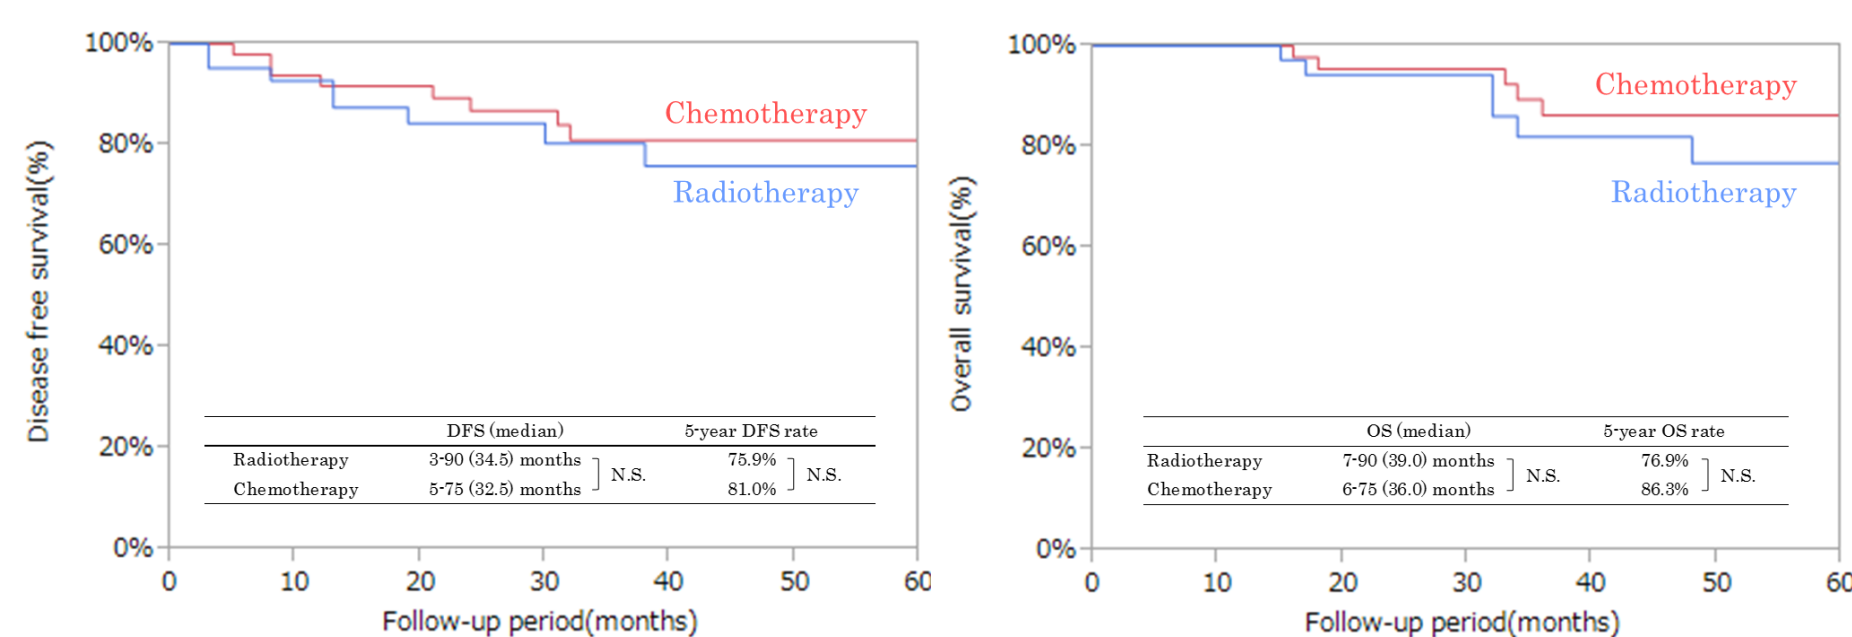 Disease free survival(%)
100%
80%
60%
40%
20%
0%
Chemotherapy
Radiotherapy
DFS (median) 5-year DFS rate
Radiotherapy 3-90 (34.5) months 75.9%
N.S. N.S.
Chemotherapy 5-75 (32.5) months 81.0%
0 10 20 30 40 50 60
Follow-up period(months)
Overall survival(%)
100%
80%
60%
40%
20%
0%
Chemotherapy
Radiotherapy
OS (median) 5-year OS rate
Radiotherapy 7-90 (39.0) months 76.9%
N.S. N.S.
Chemotherapy 6-75 (36.0) months 86.3%
0 10 20 30 40 50 60
Follow-up period(months)